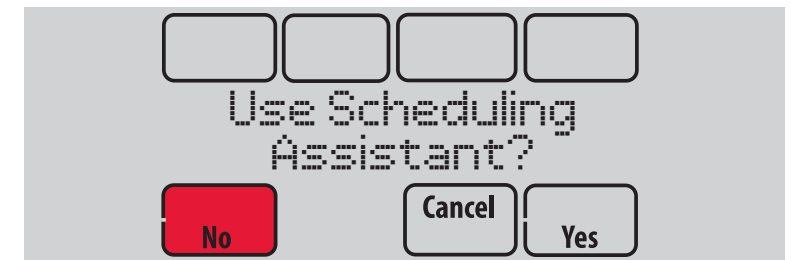 Use Scheduling
Assistant?
No
Cancel
Yes